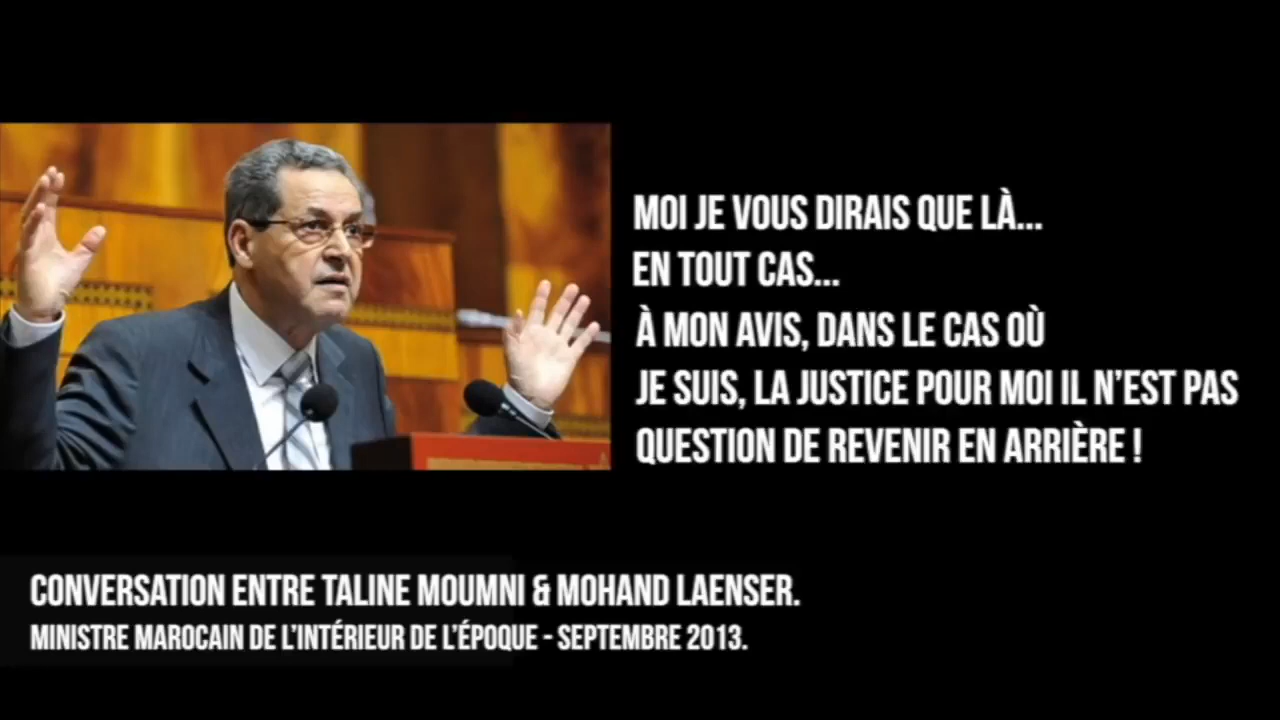 MOI JE VOUS DIRAIS QUE LÀ...
EN TOUT CAS...
À MON AVIS, DANS LE CAS OÙ
JE SUIS, LA JUSTICE POUR MOI IL N'EST PAS
QUESTION DE REVENIR EN ARRIÈRE !
CONVERSATION ENTRE TALINE MOUMNI & MOHAND LAENSER.
MINISTRE MAROCAIN DE L'INTÉRIEUR DE L'ÉPOQUE - SEPTEMBRE 2013.